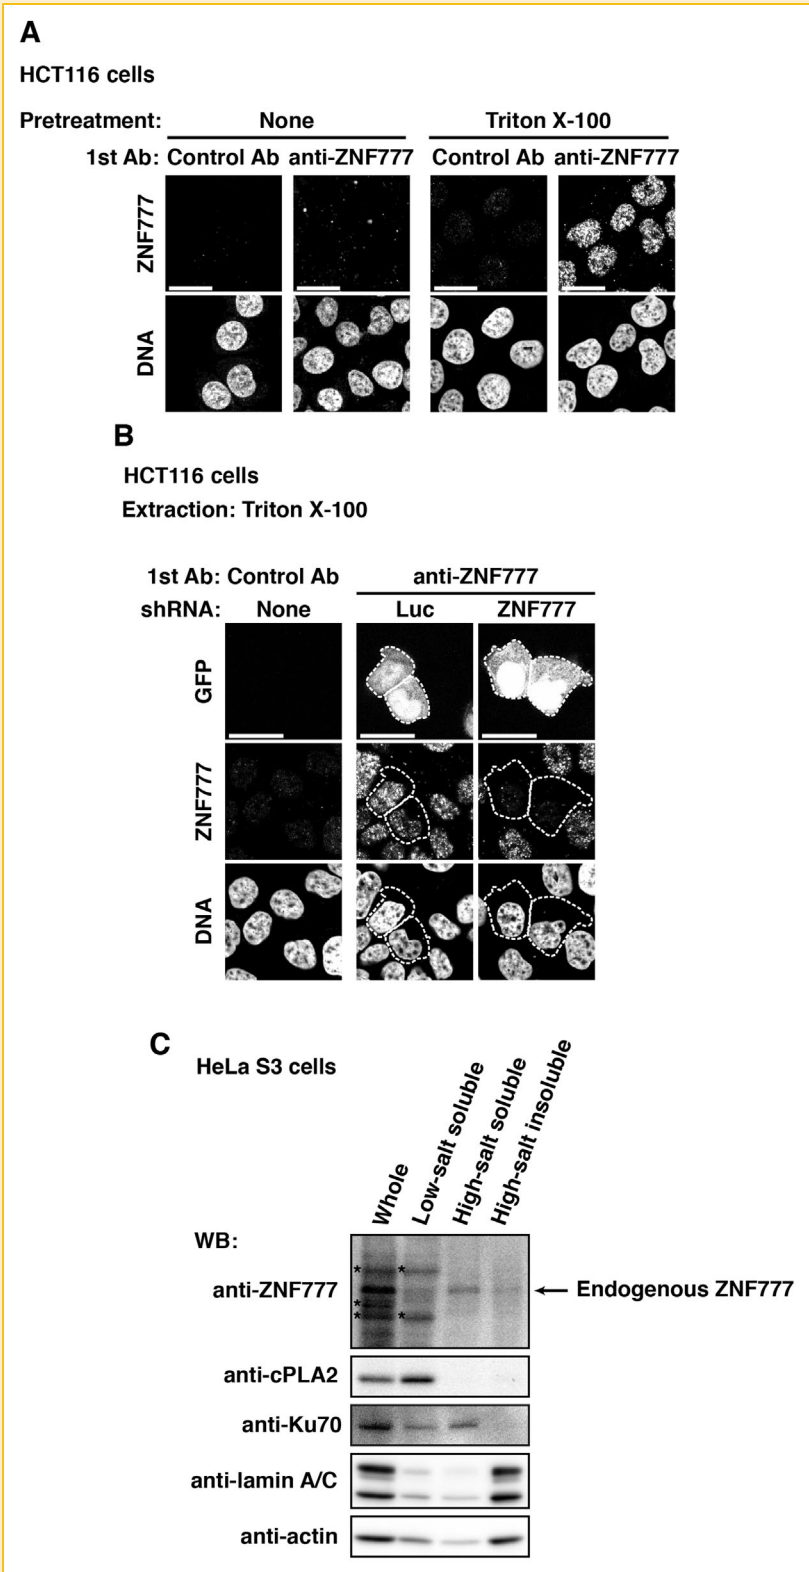 A
HCT116 cells
Pretreatment: None Triton X-100
1st Ab: Control Ab anti-ZNF777 Control Ab anti-ZNF777
ZNF777
DNA
B
HCT116 cells
Extraction: Triton X-100
1st Ab: Control Ab anti-ZNF777
shRNA: None Luc ZNF777
GFP
ZNF777
DNA
C
HeLa S3 cells
Whole
Low-salt soluble
High-salt soluble
High-salt insoluble
WB:
* *
anti-ZNF777 Endogenous ZNF777
*
* *
anti-cPLA2
anti-Ku70
anti-lamin A/C
anti-actin